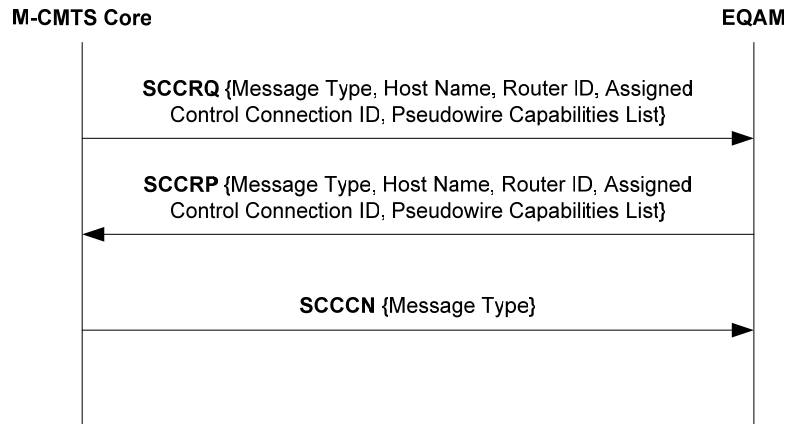 M-CMTS Core
EQAM
SCCRQ {Message Type, Host Name, Router ID, Assigned
Control Connection ID, Pseudowire Capabilities List}
SCCRP {Message Type, Host Name, Router ID, Assigned
Control Connection ID, Pseudowire Capabilities List}
SCCCN {Message Type}